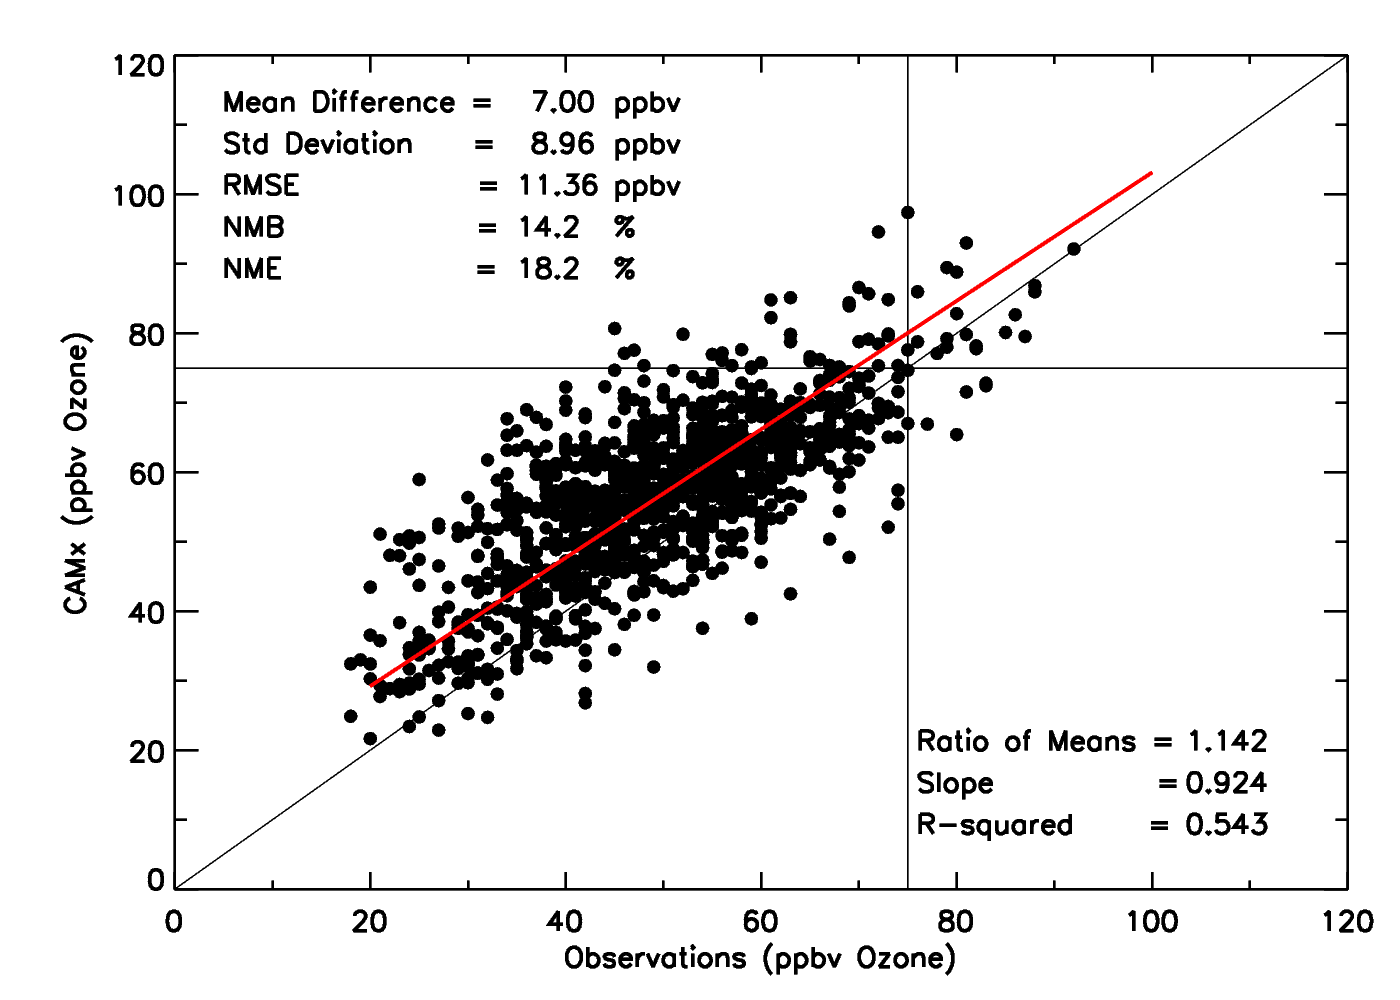 120
100
80
60
40
20
0
CAMx (ppbv Ozone)
Mean Difference = 7.00 ppbv
Std Deviation = 8.96 ppbv
RMSE = 11.36 ppbv
NMB = 14.2 %
NME = 18.2 %
Ratio of Means = 1.142
Slope = 0.924
R-squared = 0.543
0 20 40 60 80 100 120
Observations (ppbv Ozone)